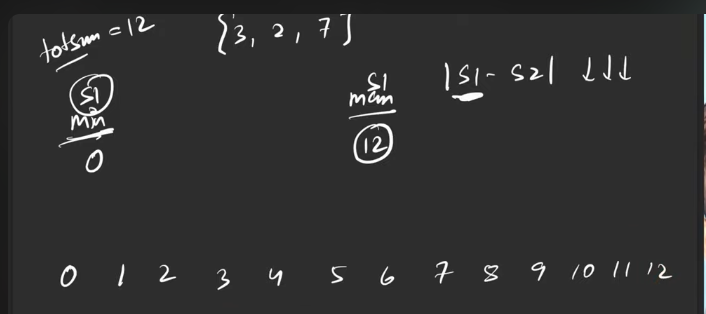 totsum = 12 {3, 2, 7}
|S1 - S2| ↓↓↓
S1 min 0
S1 max 12
0 1 2 3 4 5 6 7 8 9 10 11 12